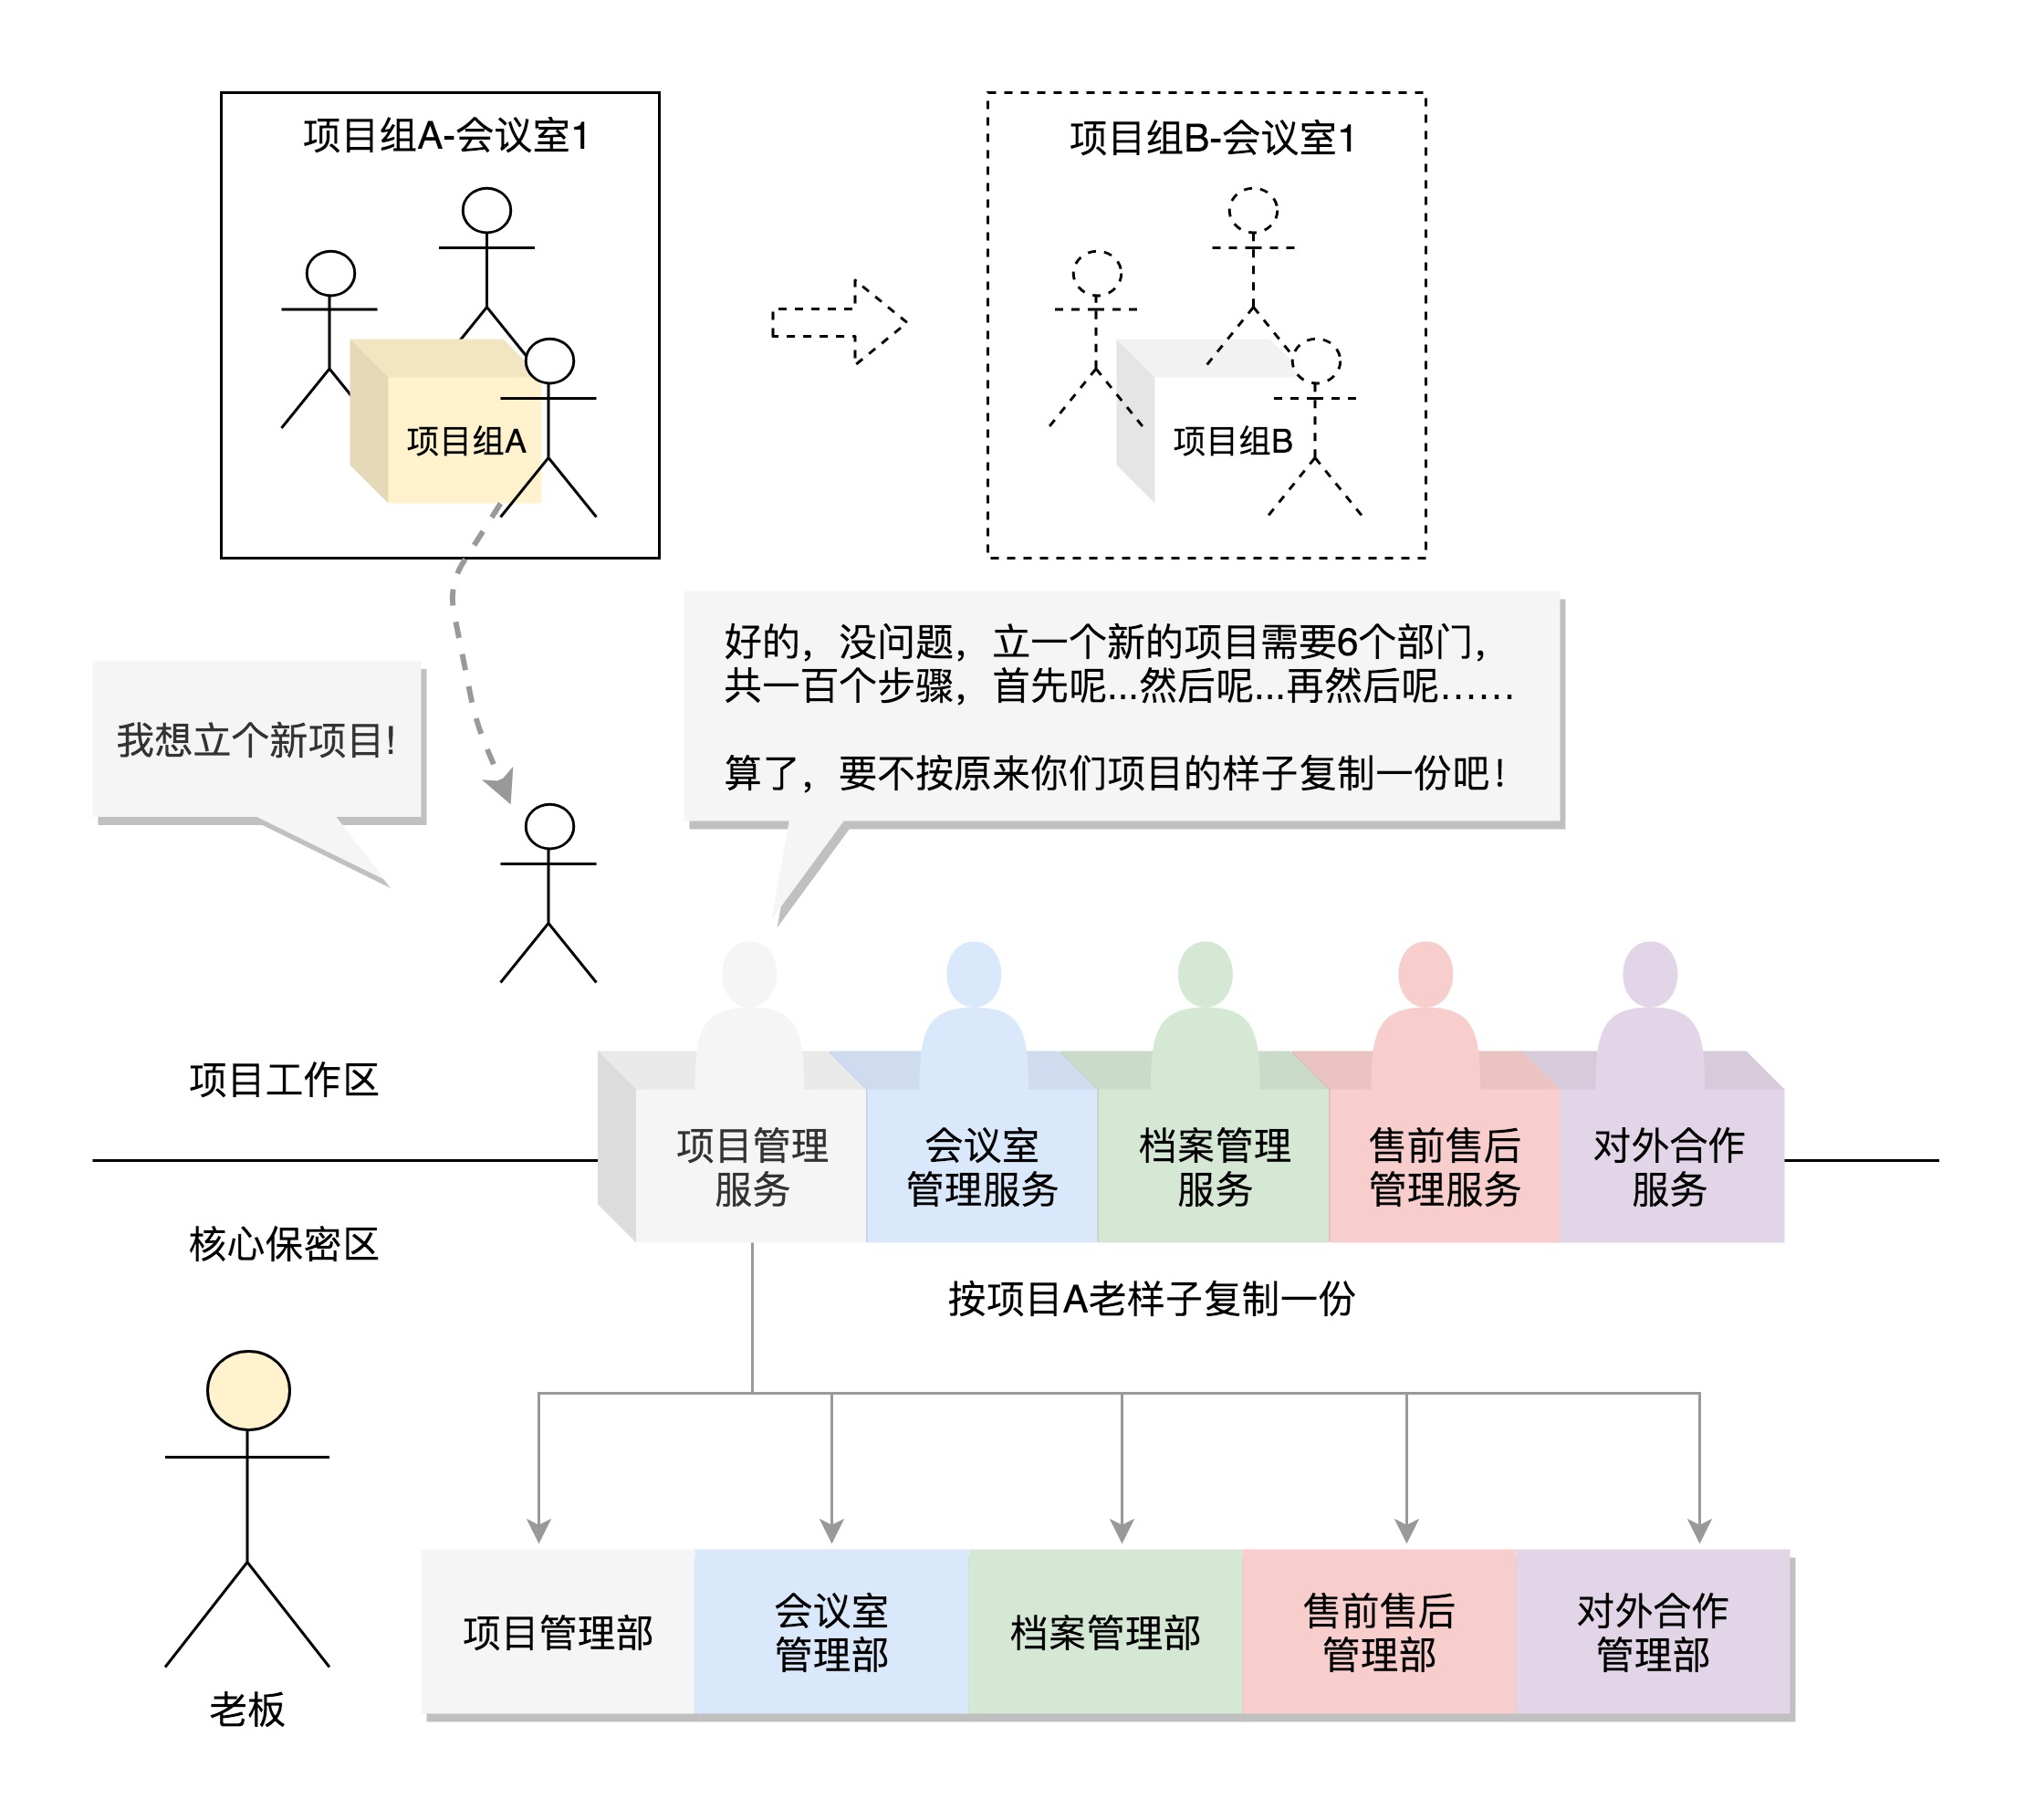 项目组A-会议室1
项目组B-会议室1
项目组A
项目组B
好的，没问题，立一个新的项目需要6个部门，
共一百个步骤，首先呢...然后呢...再然后呢……
算了，要不按原来你们项目的样子复制一份吧！
我想立个新项目！
项目工作区
项目管理
服务
会议室
管理服务
档案管理
服务
售前售后
管理服务
对外合作
服务
核心保密区
按项目A老样子复制一份
项目管理部
会议室
管理部
档案管理部
售前售后
管理部
对外合作
管理部
老板